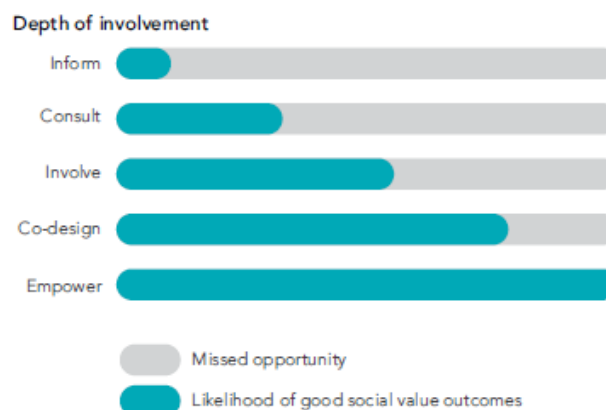 Depth of involvement
Inform
Consult
Involve
Co-design
Empower
Missed opportunity
Likelihood of good social value outcomes